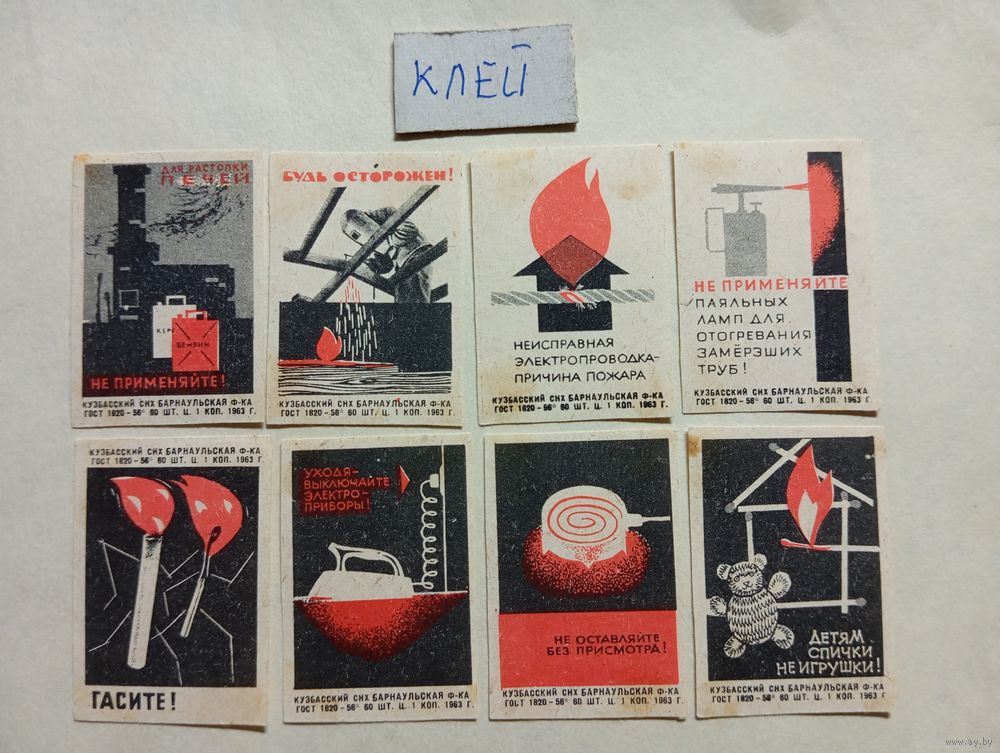 КЛЕЙ
ДЛЯ РАСТОПКИ
ПЕЧЕЙ
БЕНЗИН
НЕ ПРИМЕНЯЙТЕ!
КУЗБАССКИЙ СНХ БАРНАУЛЬСКАЯ Ф-КА
ГОСТ 1820-56° 60 ШТ. Ц. 1 КОП. 1963 Г.
БУДЬ ОСТОРОЖЕН!
КУЗБАССКИЙ СНХ БАРНАУЛЬСКАЯ Ф-КА
ГОСТ 1820-56° 60 ШТ. Ц. 1 КОП. 1963 Г.
НЕИСПРАВНАЯ
ЭЛЕКТРОПРОВОДКА-
ПРИЧИНА ПОЖАРА
КУЗБАССКИЙ СНХ БАРНАУЛЬСКАЯ Ф-КА
ГОСТ 1820-56° 60 ШТ. Ц. 1 КОП. 1963 Г.
НЕ ПРИМЕНЯЙТЕ
ПАЯЛЬНЫХ
ЛАМП ДЛЯ
ОТОГРЕВАНИЯ
ЗАМЁРЗШИХ
ТРУБ!
КУЗБАССКИЙ СНХ БАРНАУЛЬСКАЯ Ф-КА
ГОСТ 1820-56° 60 ШТ. Ц. 1 КОП. 1963 Г.
КУЗБАССКИЙ СНХ БАРНАУЛЬСКАЯ Ф-КА
ГОСТ 1820-56° 60 ШТ. Ц. 1 КОП. 1963 Г.
ГАСИТЕ!
УХОДЯ-
ВЫКЛЮЧАЙТЕ
ЭЛЕКТРО-
ПРИБОРЫ!
КУЗБАССКИЙ СНХ БАРНАУЛЬСКАЯ Ф-КА
ГОСТ 1820-56° 60 ШТ. Ц. 1 КОП. 1963 Г.
НЕ ОСТАВЛЯЙТЕ
БЕЗ ПРИСМОТРА!
КУЗБАССКИЙ СНХ БАРНАУЛЬСКАЯ Ф-КА
ГОСТ 1820-56° 60 ШТ. Ц. 1 КОП. 1963 Г.
ДЕТЯМ
СПИЧКИ
НЕ ИГРУШКИ!
КУЗБАССКИЙ СНХ БАРНАУЛЬСКАЯ Ф-КА
ГОСТ 1820-56° 60 ШТ. Ц. 1 КОП. 1963 Г.
www.ay.by